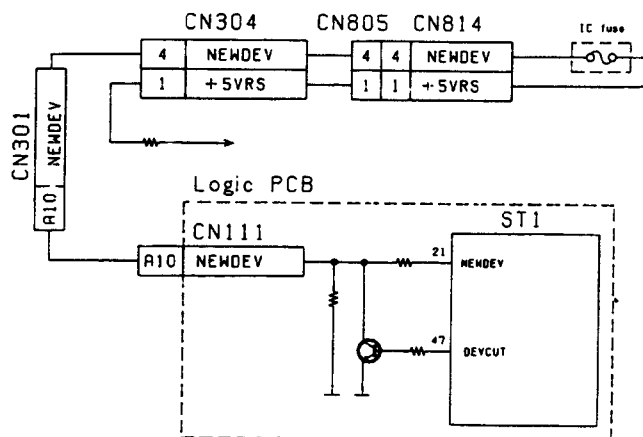 CN304 CN805 CN814 IC fuse
4 NEWDEV 4 4 NEWDEV
1 +5VRS 1 1 +5VRS
CN301 NEWDEV A10
Logic PCB
CN111 ST1
A10 NEWDEV
21 NEWDEV
47 DEVCUT